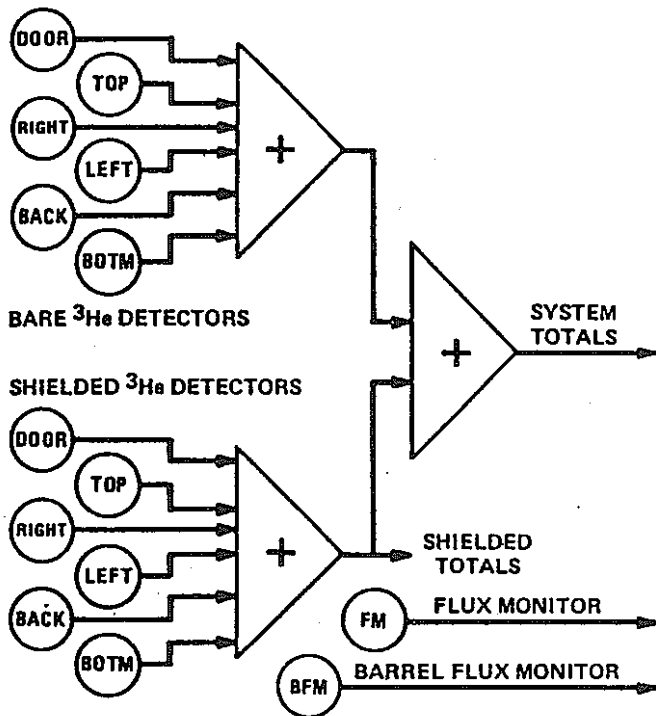 DOOR
TOP
RIGHT
LEFT
BACK
BOTM
+
BARE ³He DETECTORS
+
SYSTEM
TOTALS
SHIELDED ³He DETECTORS
DOOR
TOP
RIGHT
LEFT
BACK
BOTM
+
SHIELDED
TOTALS
FM
FLUX MONITOR
BFM
BARREL FLUX MONITOR